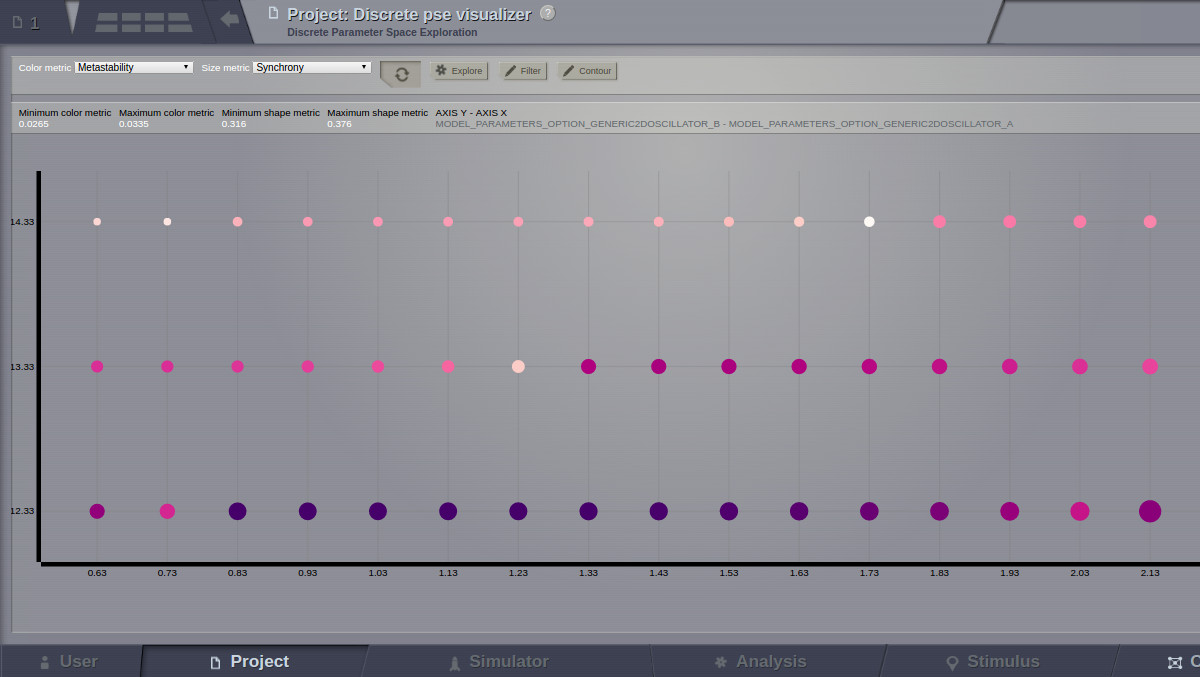 1
Project: Discrete pse visualizer ?
Discrete Parameter Space Exploration
Color metric Metastability Size metric Synchrony Explore Filter Contour
Minimum color metric Maximum color metric Minimum shape metric Maximum shape metric AXIS Y - AXIS X
0.0265 0.0335 0.316 0.376 MODEL_PARAMETERS_OPTION_GENERIC2DOSCILLATOR_B - MODEL_PARAMETERS_OPTION_GENERIC2DOSCILLATOR_A
14.33
13.33
12.33
0.63 0.73 0.83 0.93 1.03 1.13 1.23 1.33 1.43 1.53 1.63 1.73 1.83 1.93 2.03 2.13
User Project Simulator Analysis Stimulus